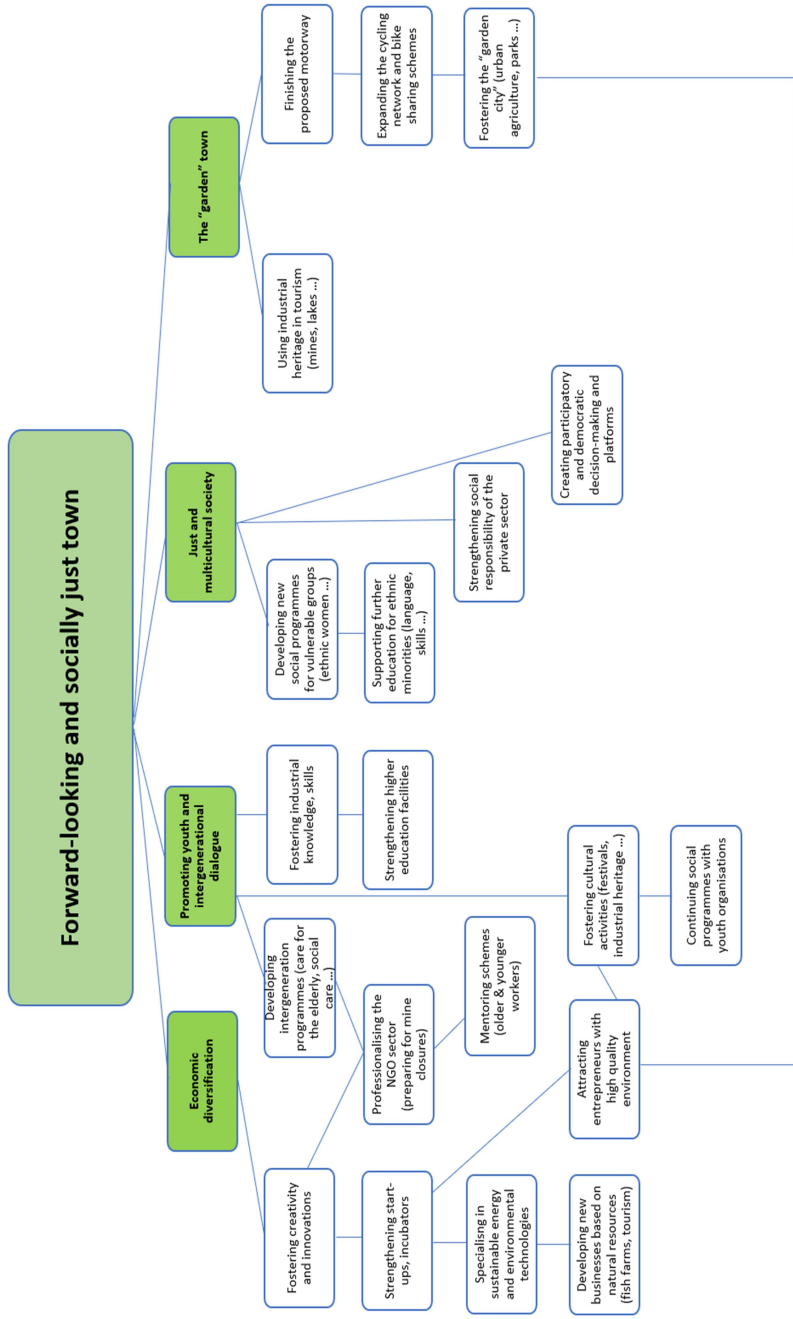 Forward-looking and socially just town
Economic
diversification
Promoting youth and
intergenerational
dialogue
Just and
multicultural society
The “garden” town
Fostering creativity
and innovations
Developing
intergeneration
programmes (care for
the elderly, social
care ...)
Fostering industrial
knowledge, skills
Developing new
social programmes
for vulnerable groups
(ethnic women ...)
Using industrial
heritage in tourism
(mines, lakes ...)
Finishing the
proposed motorway
Strengthening start-
ups, incubators
Professionalising the
NGO sector
(preparing for mine
closures)
Strengthening higher
education facilities
Supporting further
education for ethnic
minorities (language,
skills ...)
Expanding the cycling
network and bike
sharing schemes
Specialisng in
sustainable energy
and environmental
technologies
Mentoring schemes
(older & younger
workers)
Strengthening social
responsibility of the
private sector
Fostering the “garden
city” (urban
agriculture, parks ...)
Developing new
businesses based on
natural resources
(fish farms, tourism)
Attracting
entrepreneurs with
high quality
environment
Fostering cultural
activities (festivals,
industrial heritage ...)
Creating participatory
and democratic
decision-making and
platforms
Continuing social
programmes with
youth organisations